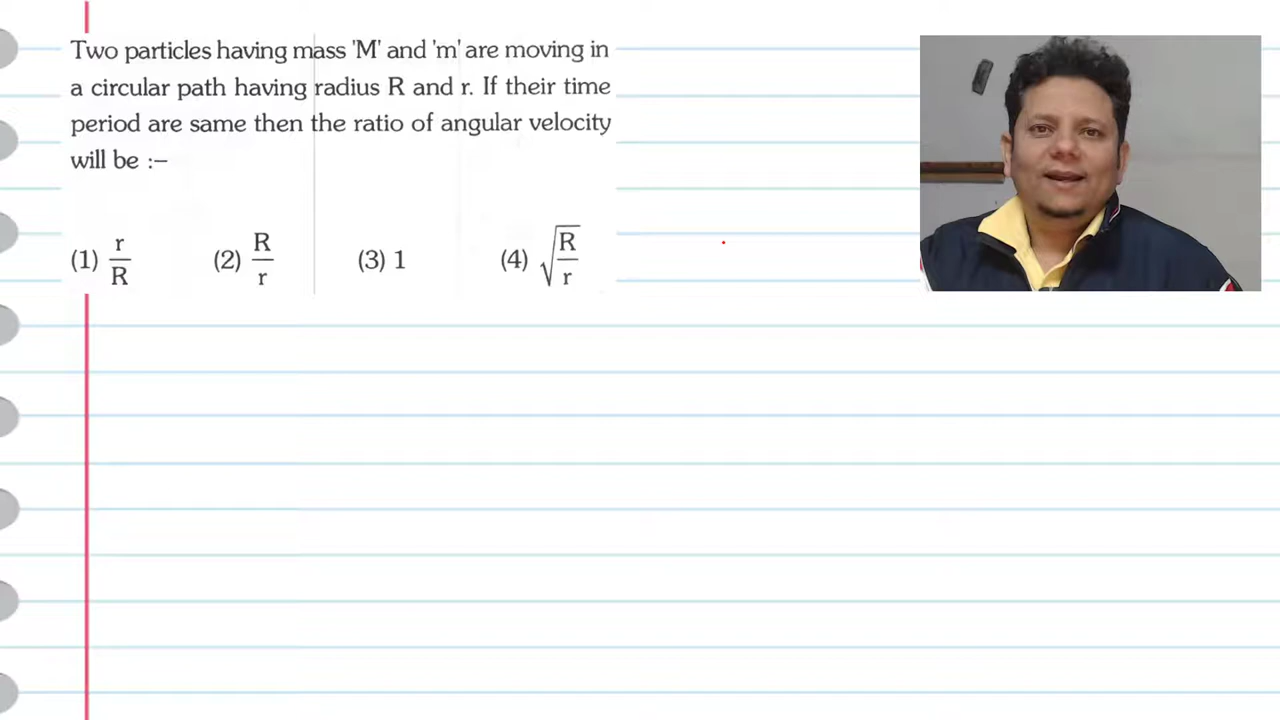 Two particles having mass 'M' and 'm' are moving in
a circular path having radius R and r. If their time
period are same then the ratio of angular velocity
will be :–
(1) r/R (2) R/r (3) 1 (4) √(R/r)